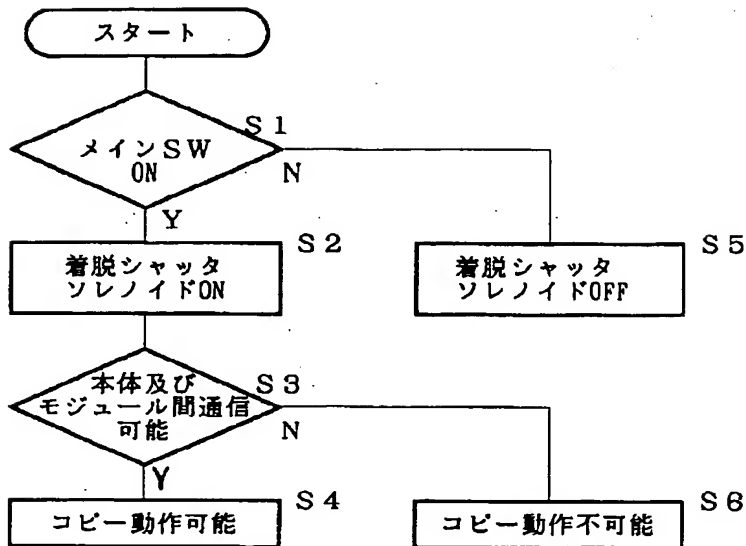 スタート
S1
メインSW
ON
N
Y
S2
着脱シャッタ
ソレノイドON
S5
着脱シャッタ
ソレノイドOFF
S3
本体及び
モジュール間通信
可能
N
Y
S4
コピー動作可能
S6
コピー動作不可能